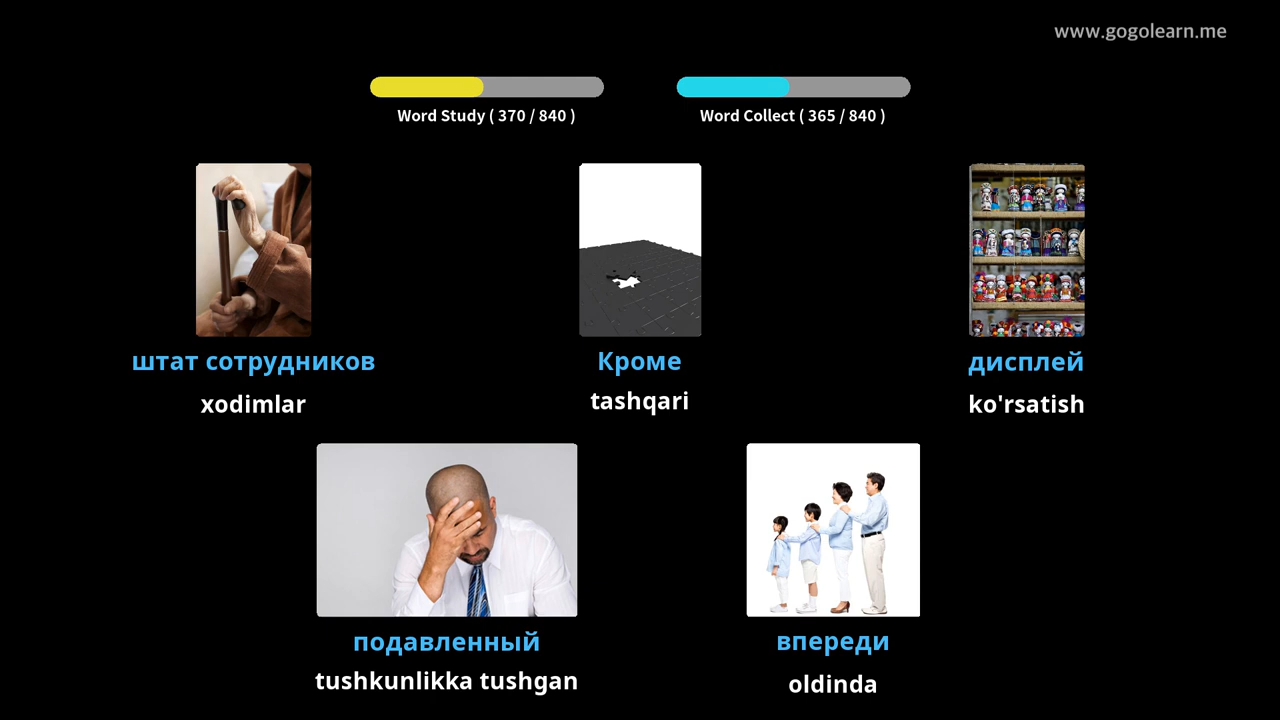 www.gogolearn.me
Word Study ( 370 / 840 )
Word Collect ( 365 / 840 )
штат сотрудников
xodimlar
Кроме
tashqari
дисплей
ko'rsatish
подавленный
tushkunlikka tushgan
впереди
oldinda